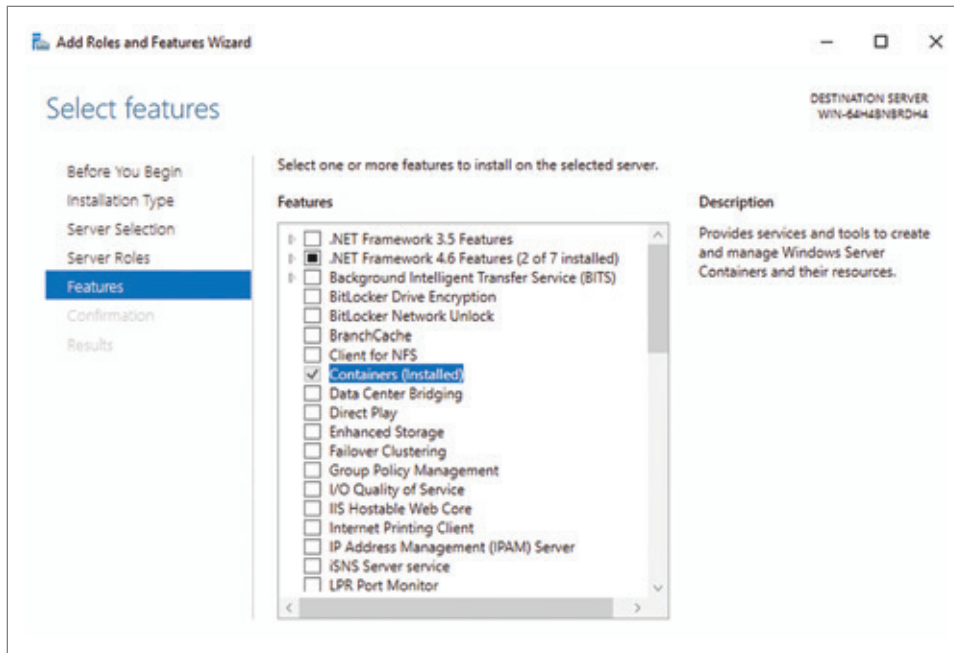 Add Roles and Features Wizard
Select features
DESTINATION SERVER
WIN-64H4BNBRDH4
Before You Begin
Installation Type
Server Selection
Server Roles
Features
Confirmation
Results
Select one or more features to install on the selected server.
Features
.NET Framework 3.5 Features
.NET Framework 4.6 Features (2 of 7 installed)
Background Intelligent Transfer Service (BITS)
BitLocker Drive Encryption
BitLocker Network Unlock
BranchCache
Client for NFS
Containers (Installed)
Data Center Bridging
Direct Play
Enhanced Storage
Failover Clustering
Group Policy Management
I/O Quality of Service
IIS Hostable Web Core
Internet Printing Client
IP Address Management (IPAM) Server
iSNS Server service
LPR Port Monitor
Description
Provides services and tools to create
and manage Windows Server
Containers and their resources.